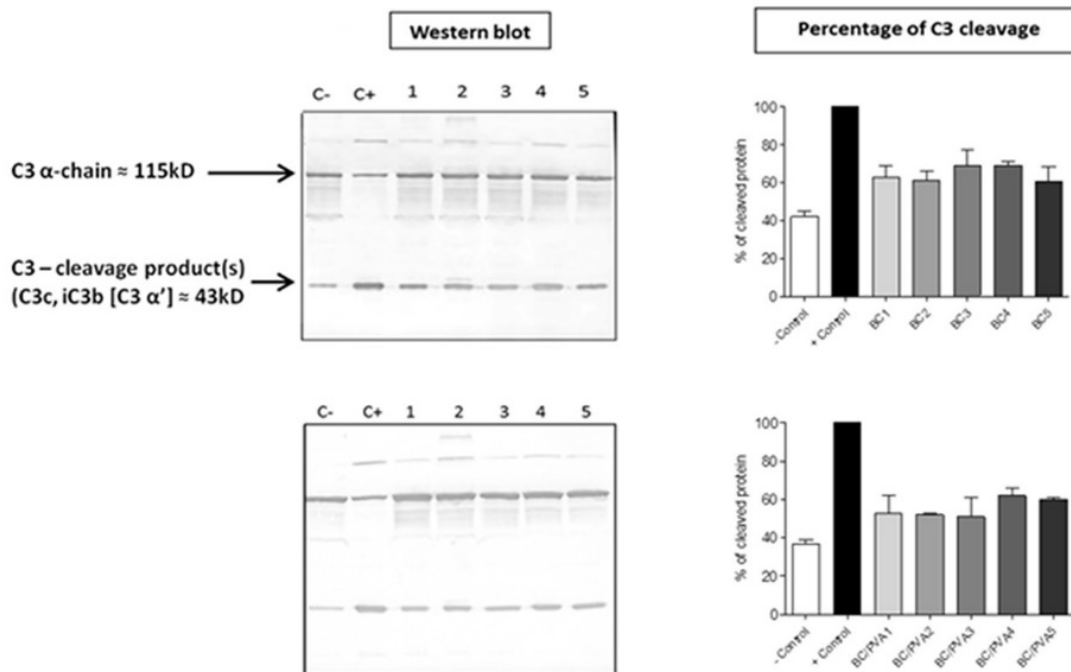 Western blot
Percentage of C3 cleavage
C- C+ 1 2 3 4 5
C3 α-chain ≈ 115kD
C3 – cleavage product(s)
(C3c, iC3b [C3 α'] ≈ 43kD
% of cleaved protein
100
80
60
40
20
0
- Control
+ Control
BC1
BC2
BC3
BC4
BC5
C- C+ 1 2 3 4 5
% of cleaved protein
100
80
60
40
20
0
- Control
+ Control
BC/PVA1
BC/PVA2
BC/PVA3
BC/PVA4
BC/PVA5